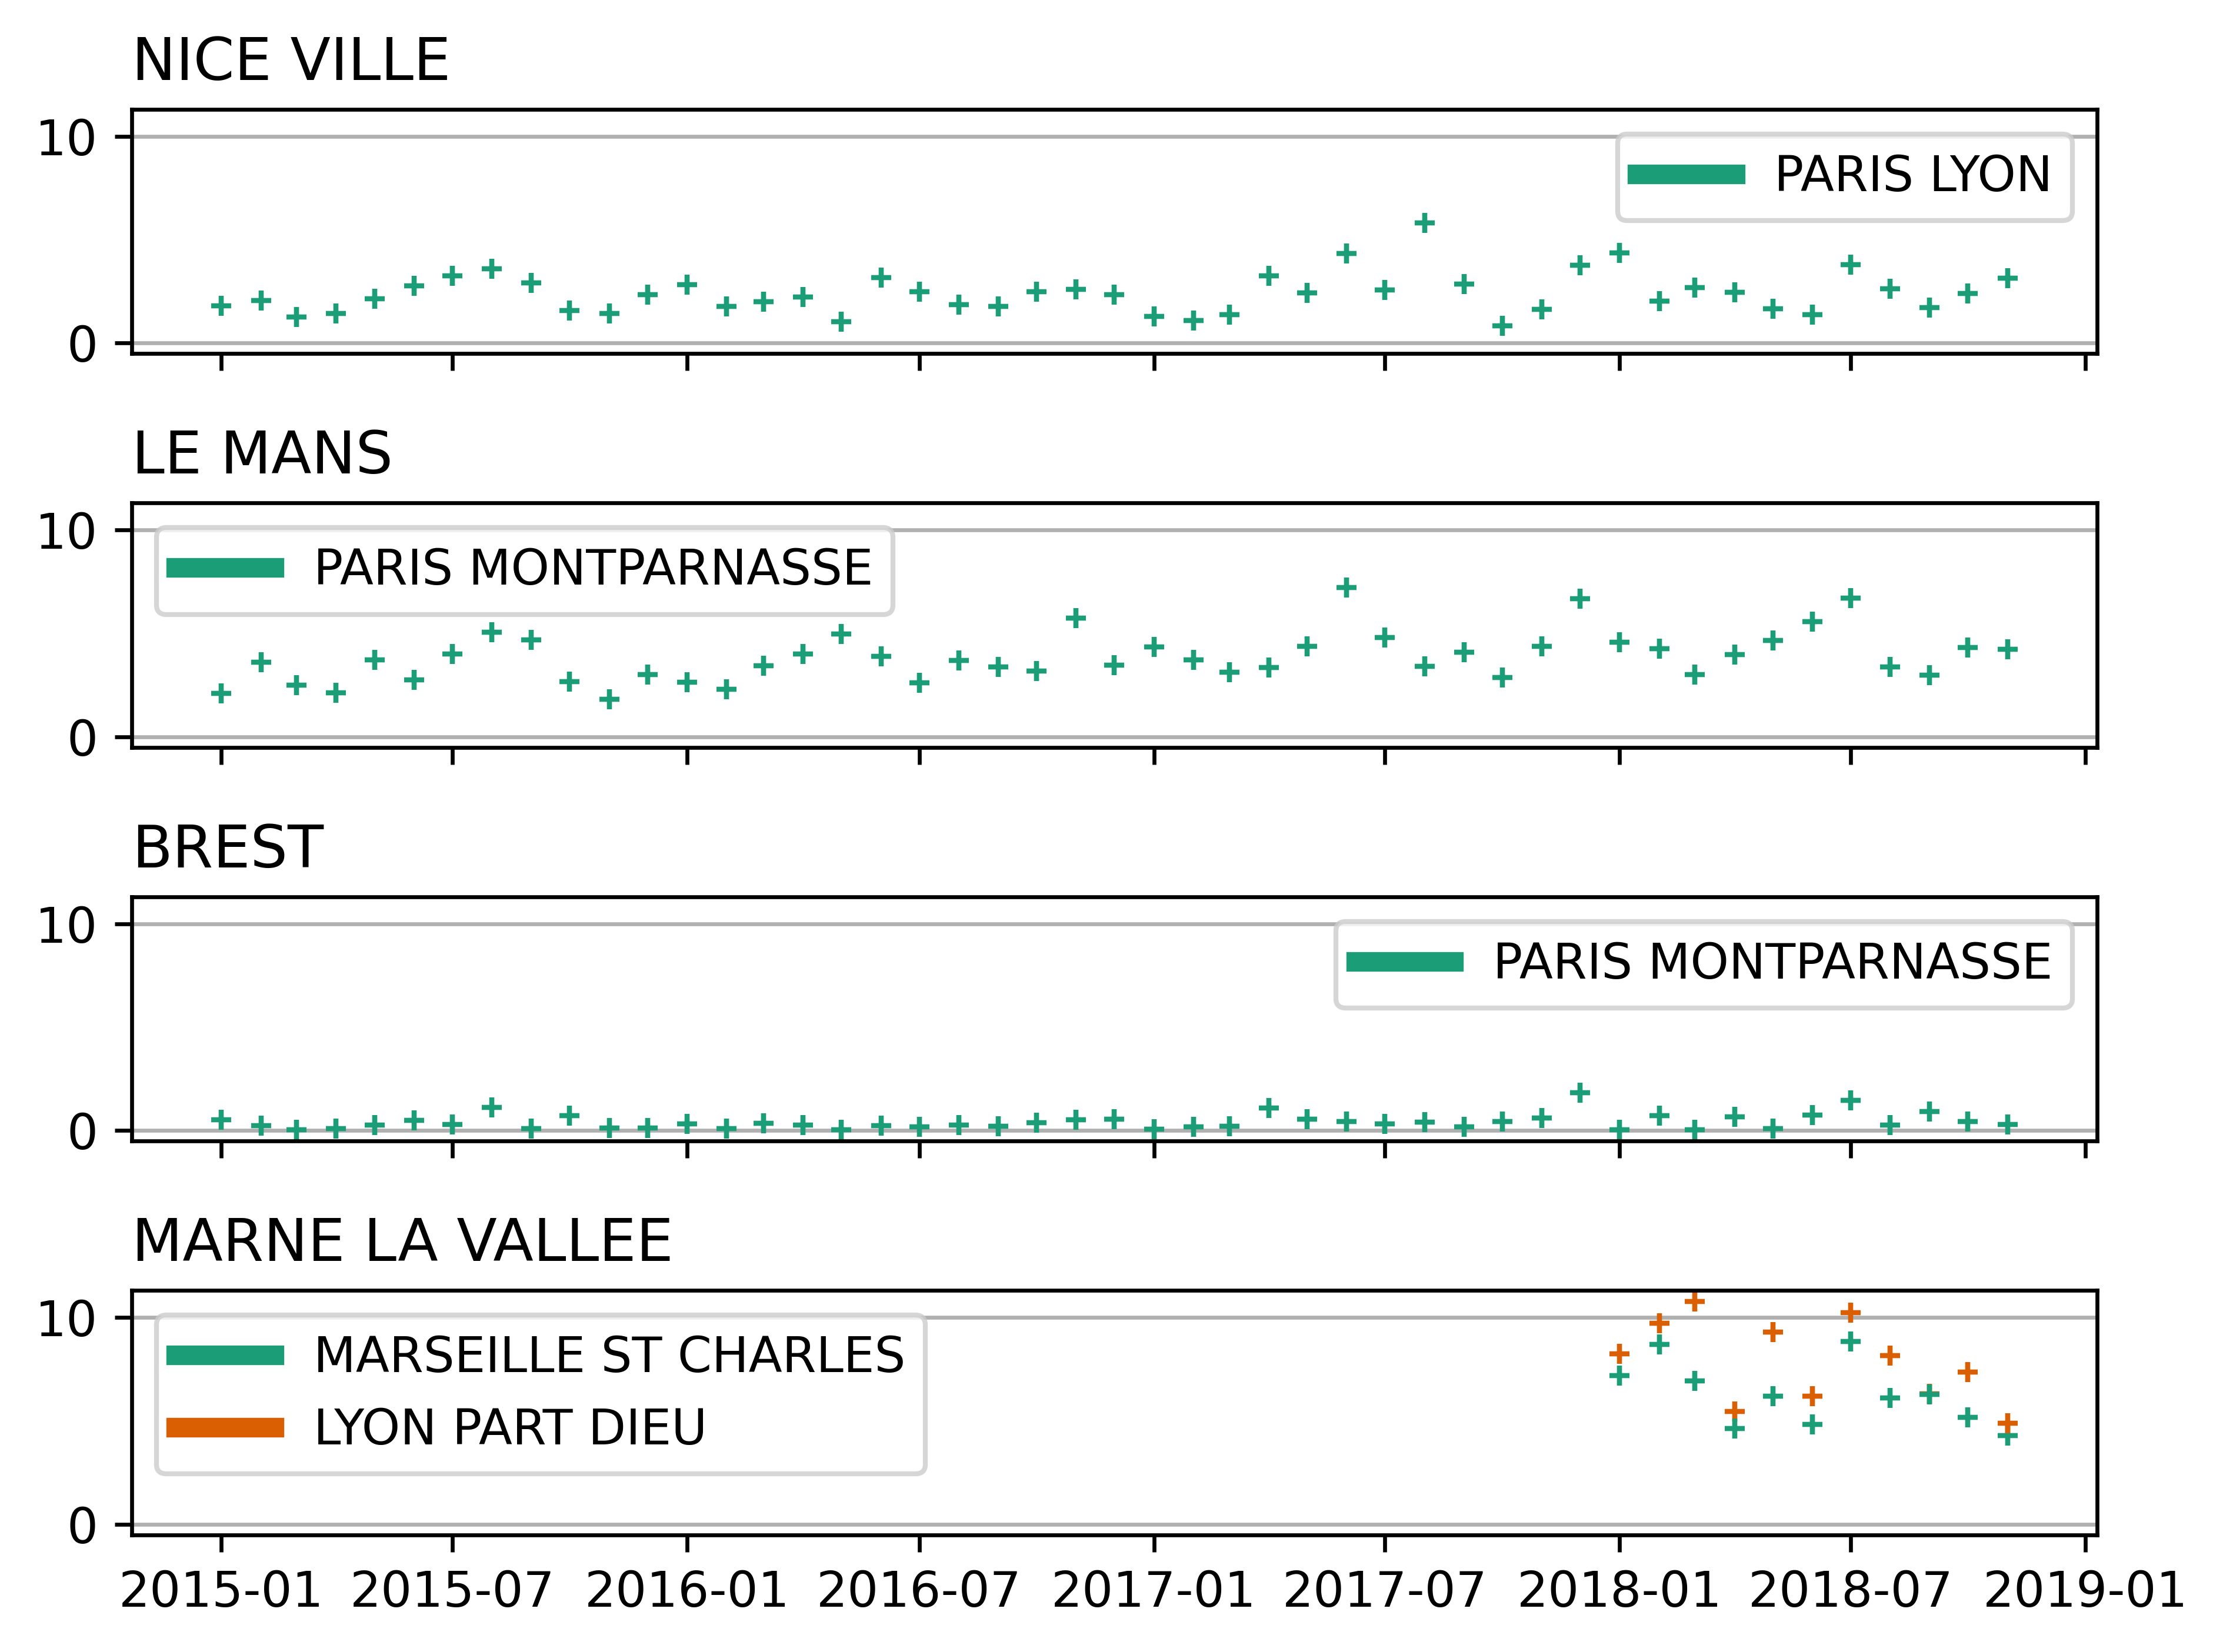 NICE VILLE
10
PARIS LYON
0
LE MANS
10
PARIS MONTPARNASSE
0
BREST
10
PARIS MONTPARNASSE
0
MARNE LA VALLEE
10
MARSEILLE ST CHARLES
LYON PART DIEU
0
2015-01 2015-07 2016-01 2016-07 2017-01 2017-07 2018-01 2018-07 2019-01